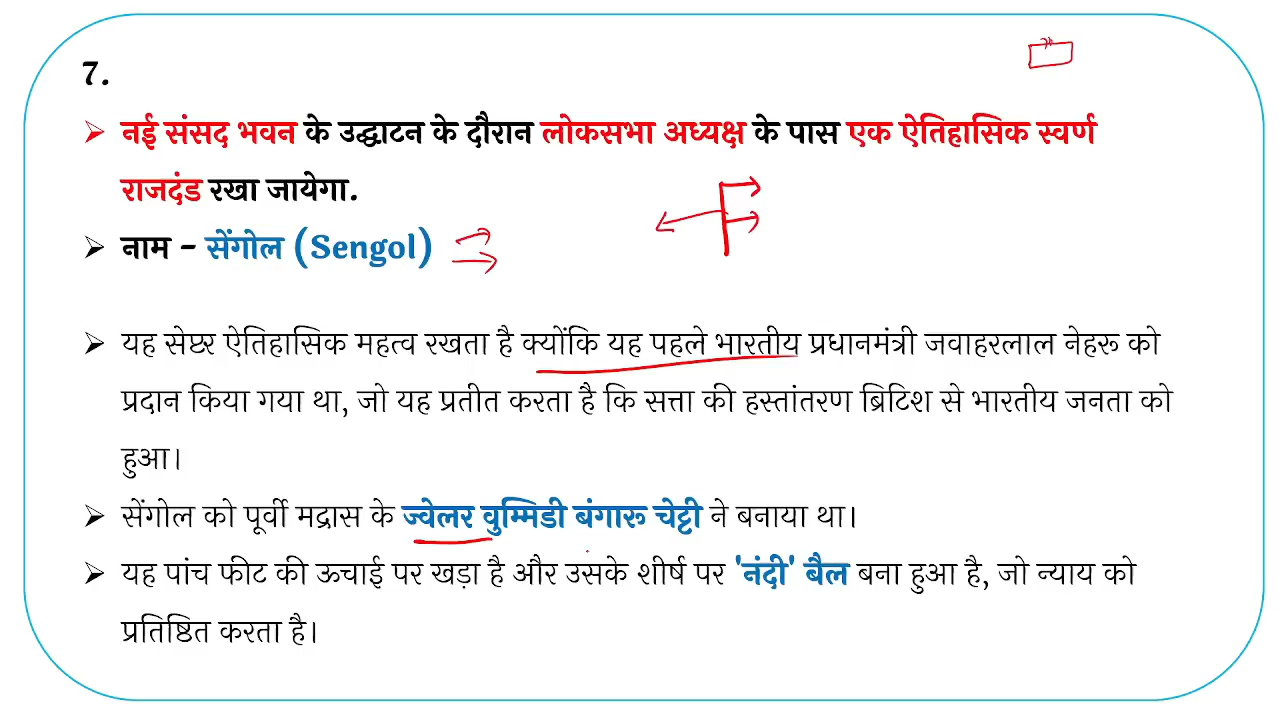 7.
➢ नई संसद भवन के उद्घाटन के दौरान लोकसभा अध्यक्ष के पास एक ऐतिहासिक स्वर्ण
राजदंड रखा जायेगा.
➢ नाम – सेंगोल (Sengol)
➢ यह सेप्टर ऐतिहासिक महत्व रखता है क्योंकि यह पहले भारतीय प्रधानमंत्री जवाहरलाल नेहरू को
प्रदान किया गया था, जो यह प्रतीत करता है कि सत्ता की हस्तांतरण ब्रिटिश से भारतीय जनता को
हुआ।
➢ सेंगोल को पूर्वी मद्रास के ज्वेलर वुम्मिडी बंगारू चेट्टी ने बनाया था।
➢ यह पांच फीट की ऊचाई पर खड़ा है और उसके शीर्ष पर 'नंदी' बैल बना हुआ है, जो न्याय को
प्रतिष्ठित करता है।